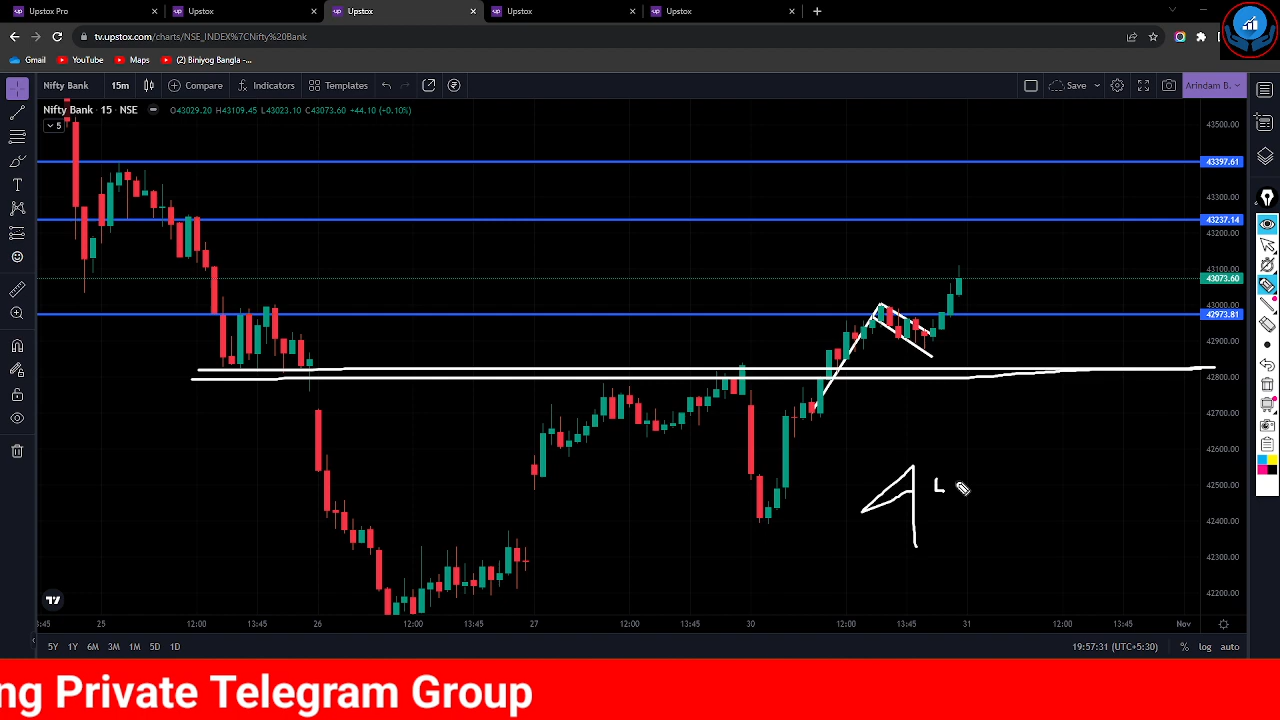 Upstox Pro
Upstox
Upstox
Upstox
Upstox
tv.upstox.com/charts/NSE_INDEX%7CNifty%20Bank
Gmail
YouTube
Maps
(2) Biniyog Bangla -...
Nifty Bank
15m
Compare
Indicators
Templates
Save
Arindam B.
Nifty Bank · 15 · NSE
O43029.20 H43109.45 L43023.10 C43073.60 +44.10 (+0.10%)
5
43500.00
43397.61
43300.00
43237.14
43200.00
43100.00
43073.60
43000.00
42973.81
42900.00
42800.00
42700.00
42600.00
42500.00
42400.00
42300.00
42200.00
3:45
25
12:00
13:45
26
12:00
13:45
27
12:00
13:45
30
12:00
13:45
31
12:00
13:45
Nov
5Y 1Y 6M 3M 1M 5D 1D
19:57:31 (UTC+5:30)
%
log
auto
ng Private Telegram Group